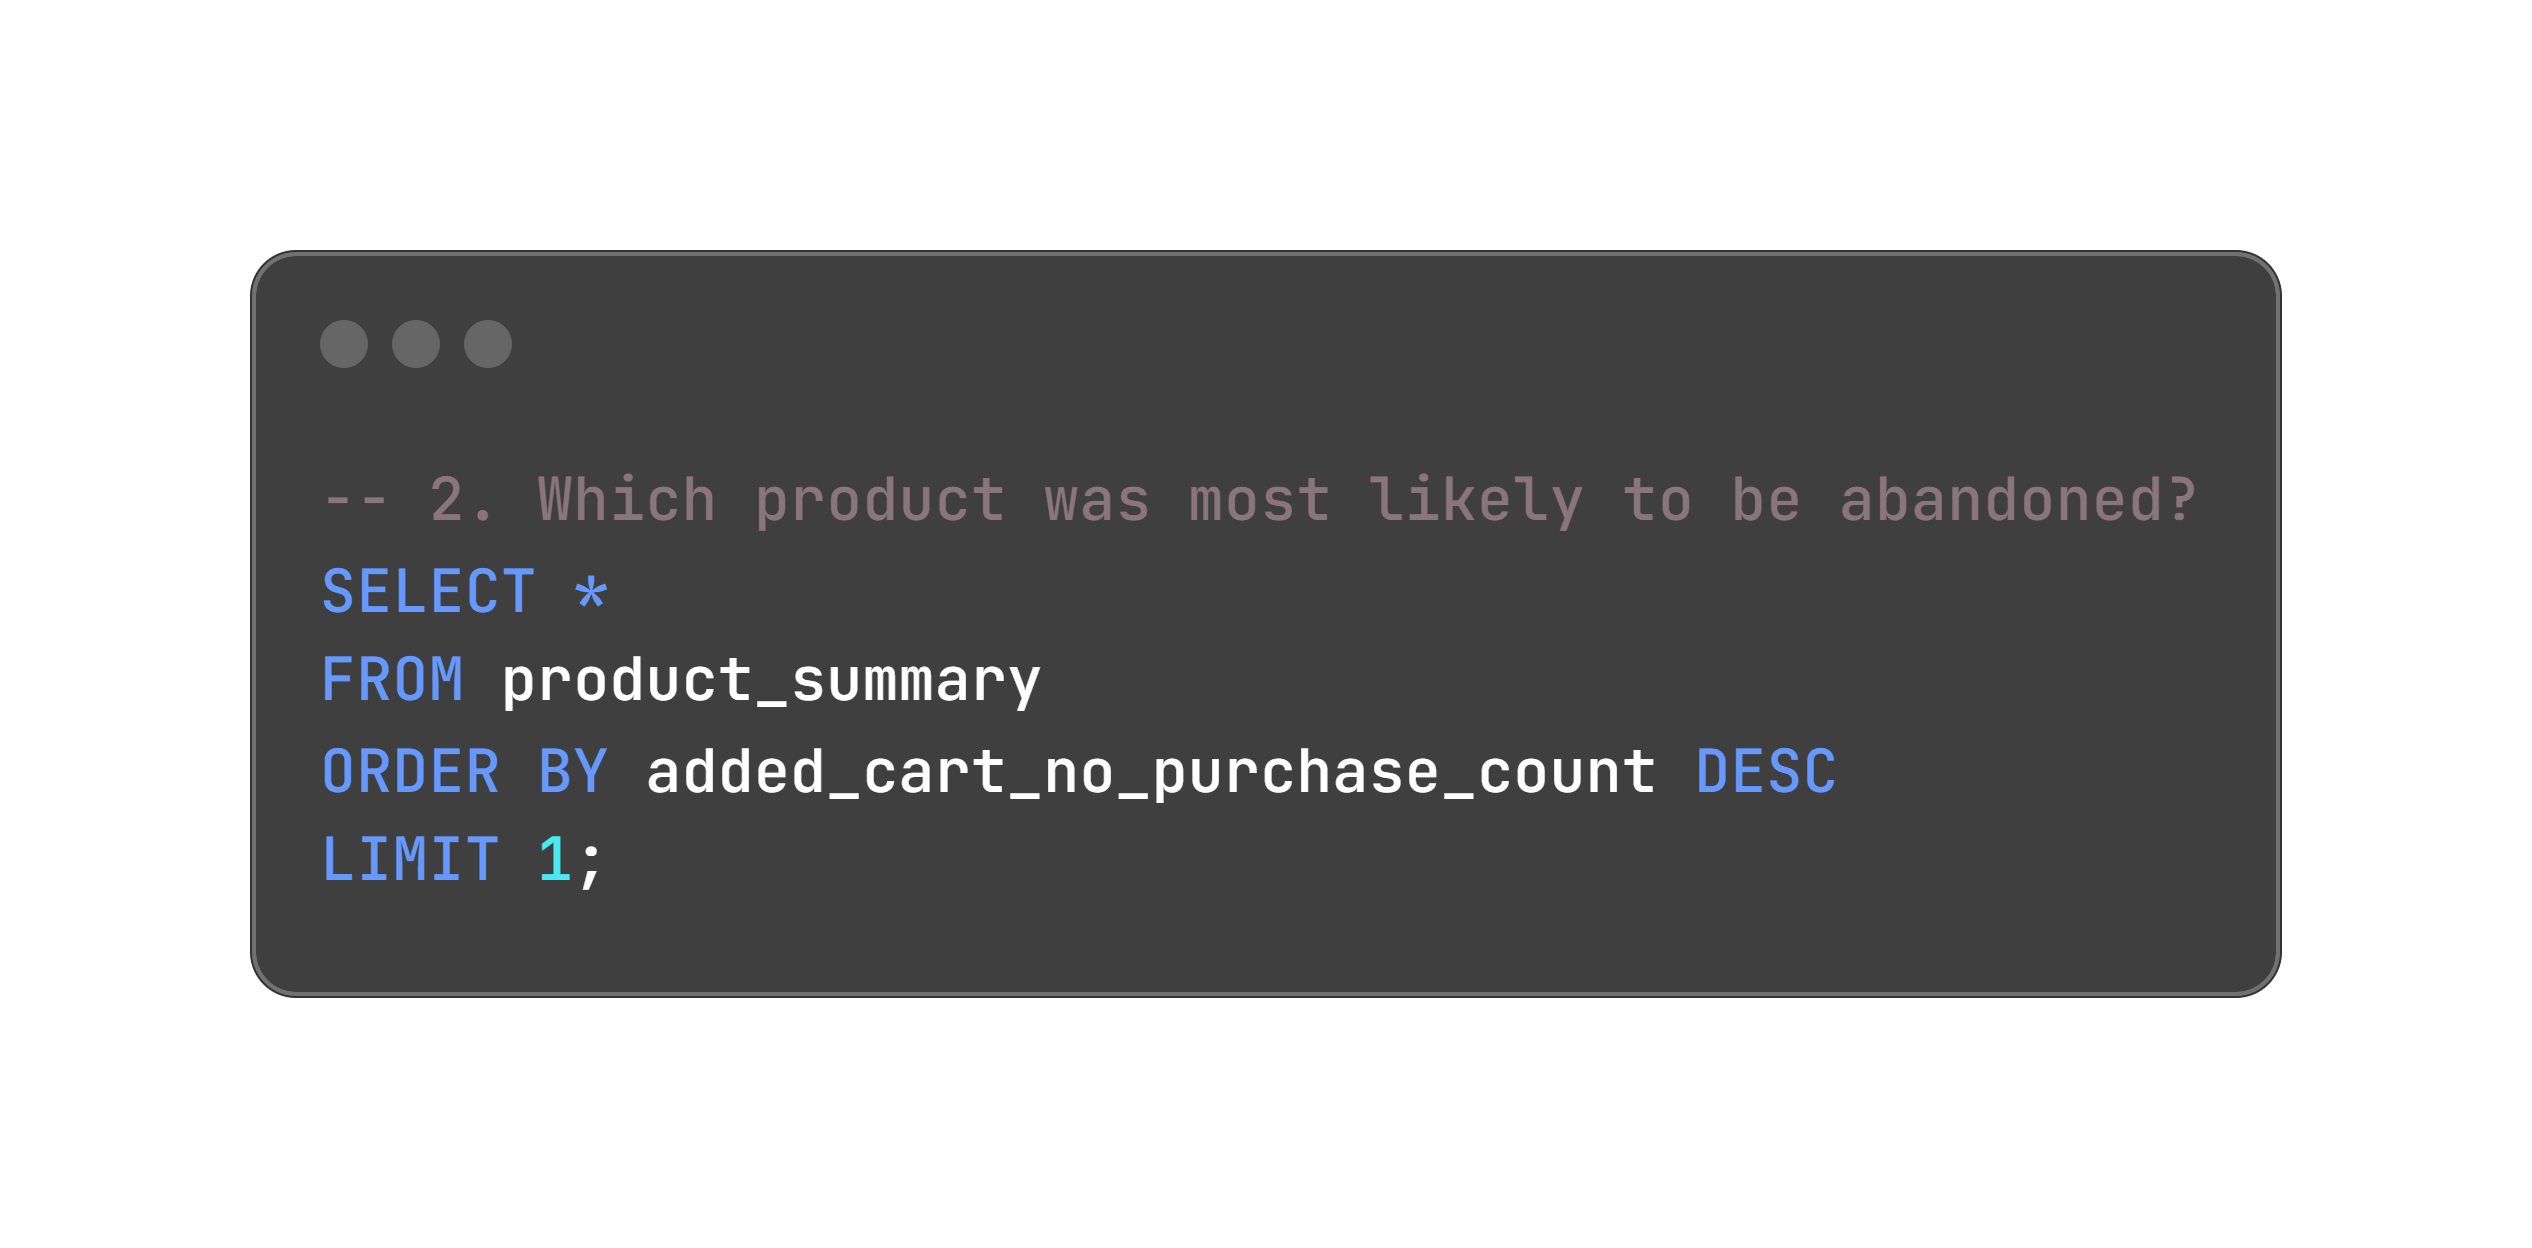 -- 2. Which product was most likely to be abandoned?
SELECT *
FROM product_summary
ORDER BY added_cart_no_purchase_count DESC
LIMIT 1;